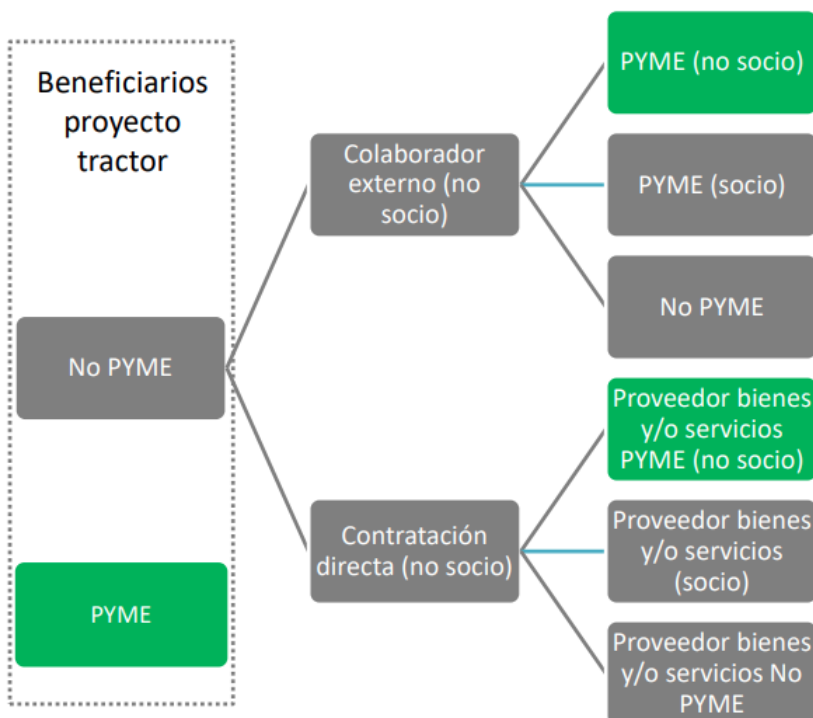 Beneficiarios
proyecto
tractor
No PYME
PYME
Colaborador
externo (no
socio)
Contratación
directa (no socio)
PYME (no socio)
PYME (socio)
No PYME
Proveedor bienes
y/o servicios
PYME (no socio)
Proveedor bienes
y/o servicios
(socio)
Proveedor bienes
y/o servicios No
PYME